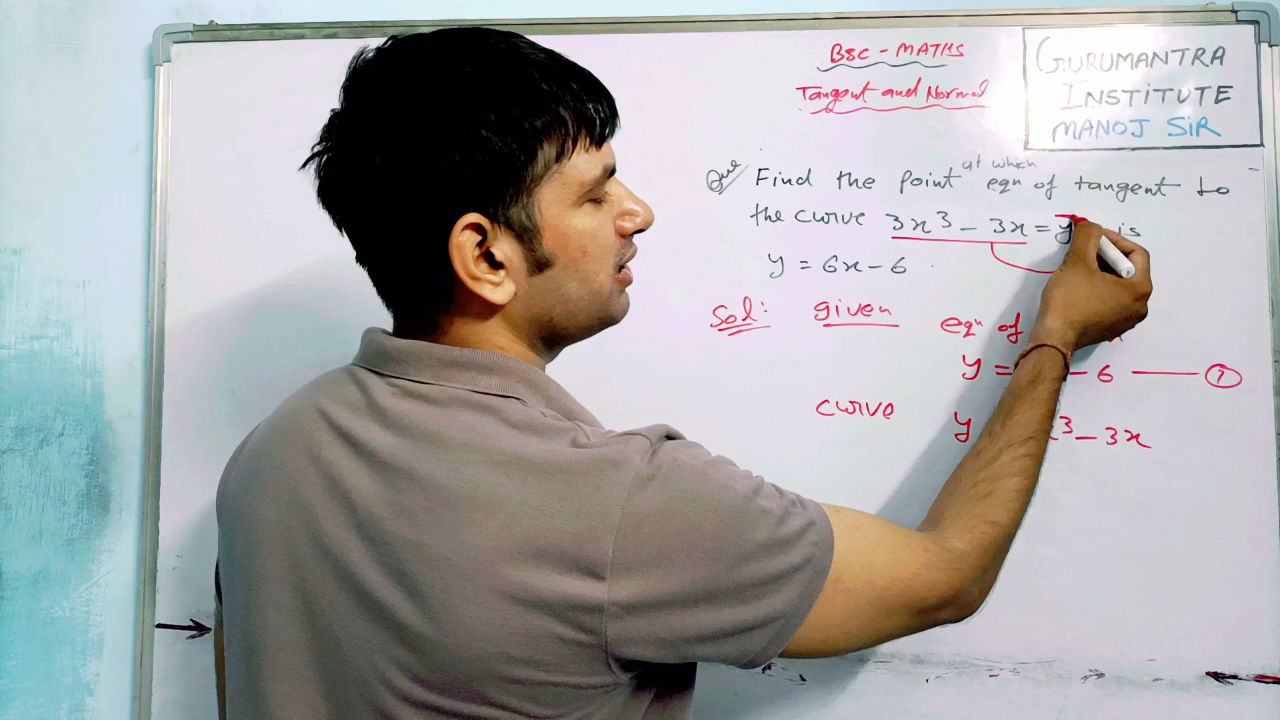 BSC - MATHS
Tangent and Normal
GURUMANTRA
INSTITUTE
MANOJ SIR
Que Find the point at which eqn of tangent to
the curve 3x³ - 3x = y is
y = 6x - 6
Sol: given eqn of
y = - 6 ——— ①
curve y x³ - 3x